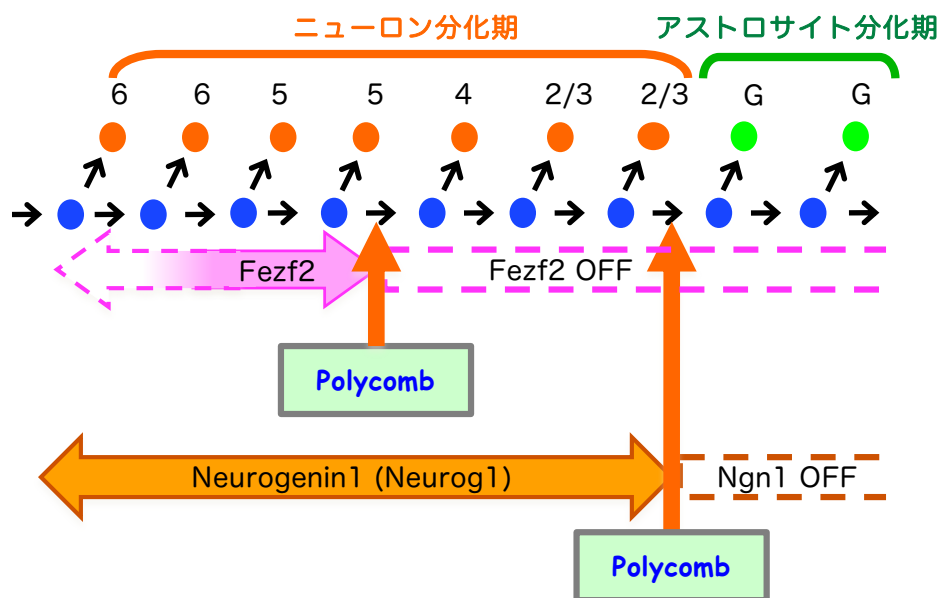 ニューロン分化期
アストロサイト分化期
6 6 5 5 4 2/3 2/3 G G
Fezf2
Fezf2 OFF
Polycomb
Neurogenin1 (Neurog1)
Ngn1 OFF
Polycomb